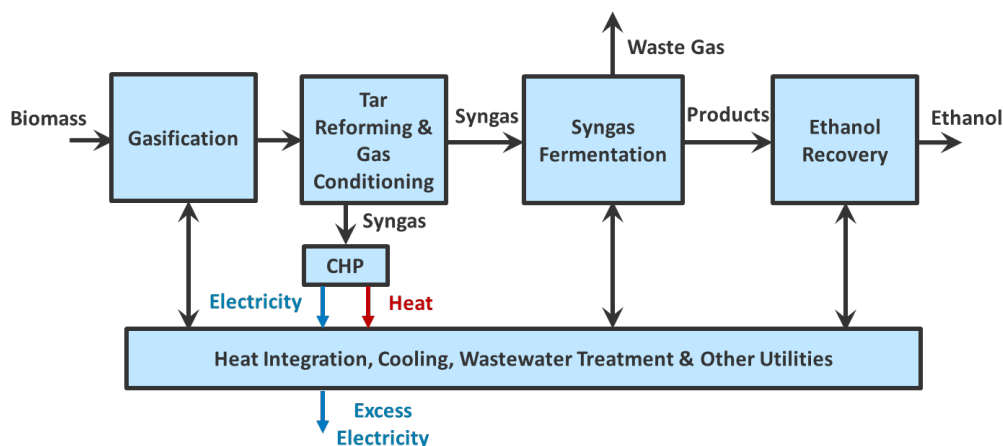 Waste Gas
Biomass
Gasification
Tar
Reforming &
Gas
Conditioning
Syngas
Syngas
Fermentation
Products
Ethanol
Recovery
Ethanol
Syngas
CHP
Electricity
Heat
Heat Integration, Cooling, Wastewater Treatment & Other Utilities
Excess
Electricity